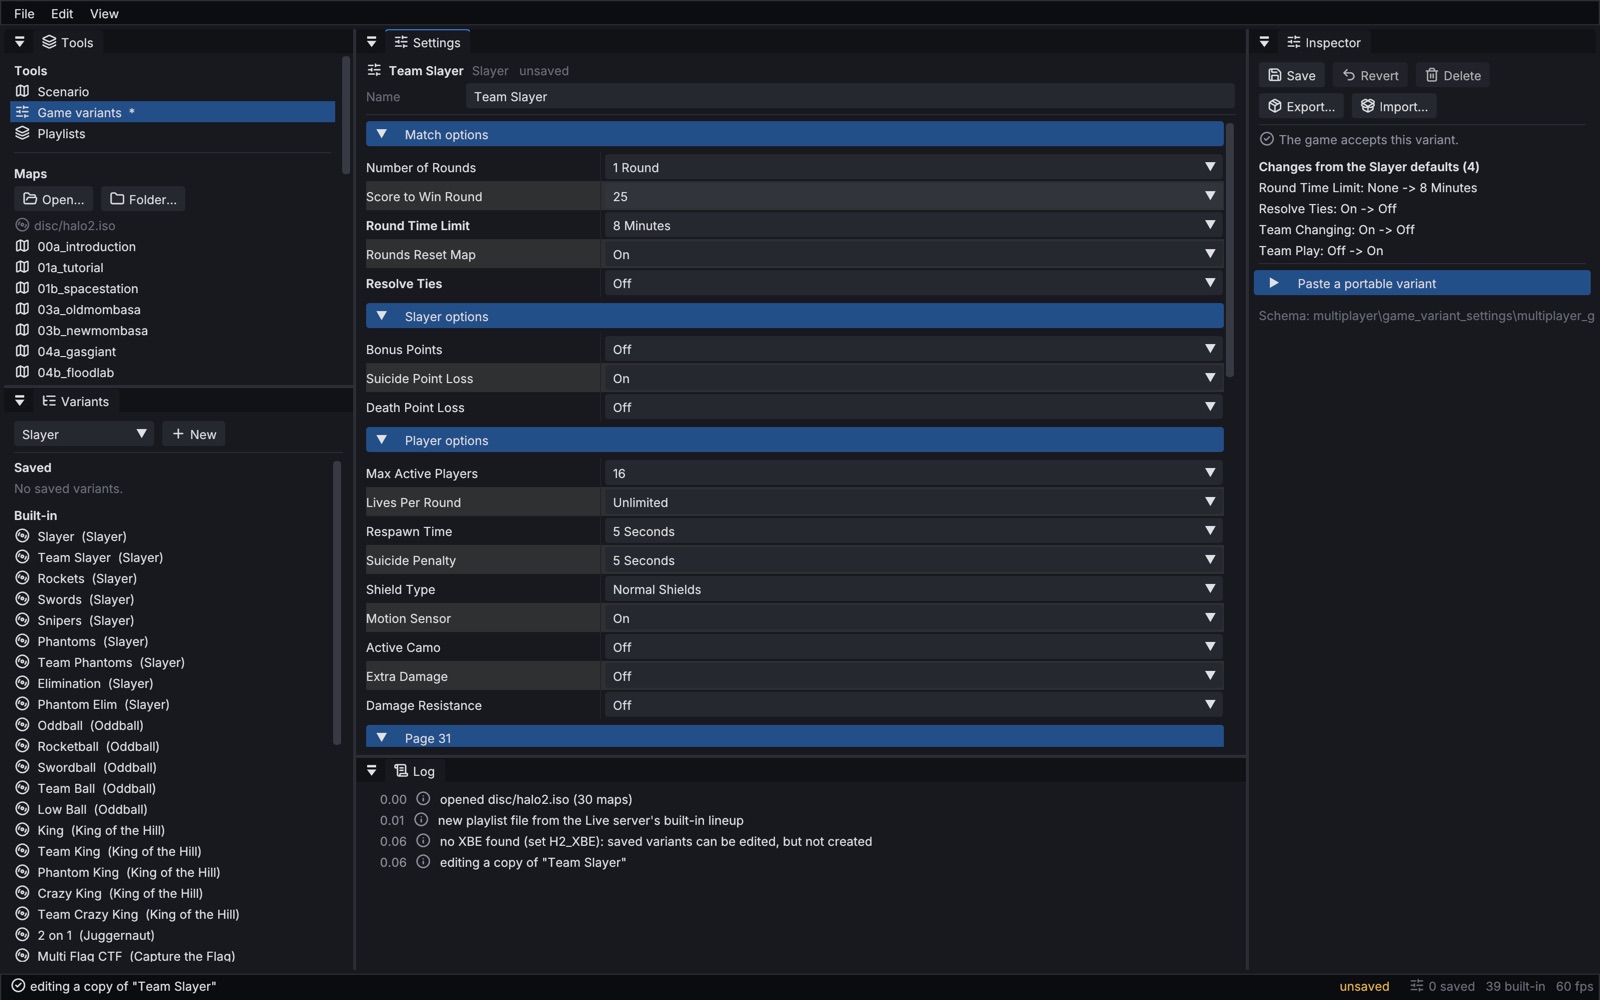 File Edit View
Tools
Tools
Scenario
Game variants *
Playlists
Maps
Open... Folder...
disc/halo2.iso
00a_introduction
01a_tutorial
01b_spacestation
03a_oldmombasa
03b_newmombasa
04a_gasgiant
04b_floodlab
Variants
Slayer New
Saved
No saved variants.
Built-in
Slayer (Slayer)
Team Slayer (Slayer)
Rockets (Slayer)
Swords (Slayer)
Snipers (Slayer)
Phantoms (Slayer)
Team Phantoms (Slayer)
Elimination (Slayer)
Phantom Elim (Slayer)
Oddball (Oddball)
Rocketball (Oddball)
Swordball (Oddball)
Team Ball (Oddball)
Low Ball (Oddball)
King (King of the Hill)
Team King (King of the Hill)
Phantom King (King of the Hill)
Crazy King (King of the Hill)
Team Crazy King (King of the Hill)
2 on 1 (Juggernaut)
Multi Flag CTF (Capture the Flag)
Settings
Team Slayer Slayer unsaved
Name Team Slayer
Match options
Number of Rounds 1 Round
Score to Win Round 25
Round Time Limit 8 Minutes
Rounds Reset Map On
Resolve Ties Off
Slayer options
Bonus Points Off
Suicide Point Loss On
Death Point Loss Off
Player options
Max Active Players 16
Lives Per Round Unlimited
Respawn Time 5 Seconds
Suicide Penalty 5 Seconds
Shield Type Normal Shields
Motion Sensor On
Active Camo Off
Extra Damage Off
Damage Resistance Off
Page 31
Log
0.00 opened disc/halo2.iso (30 maps)
0.01 new playlist file from the Live server's built-in lineup
0.06 no XBE found (set H2_XBE): saved variants can be edited, but not created
0.06 editing a copy of "Team Slayer"
Inspector
Save Revert Delete
Export... Import...
The game accepts this variant.
Changes from the Slayer defaults (4)
Round Time Limit: None -> 8 Minutes
Resolve Ties: On -> Off
Team Changing: On -> Off
Team Play: Off -> On
Paste a portable variant
Schema: multiplayer\game_variant_settings\multiplayer_g
editing a copy of "Team Slayer"
unsaved 0 saved 39 built-in 60 fps